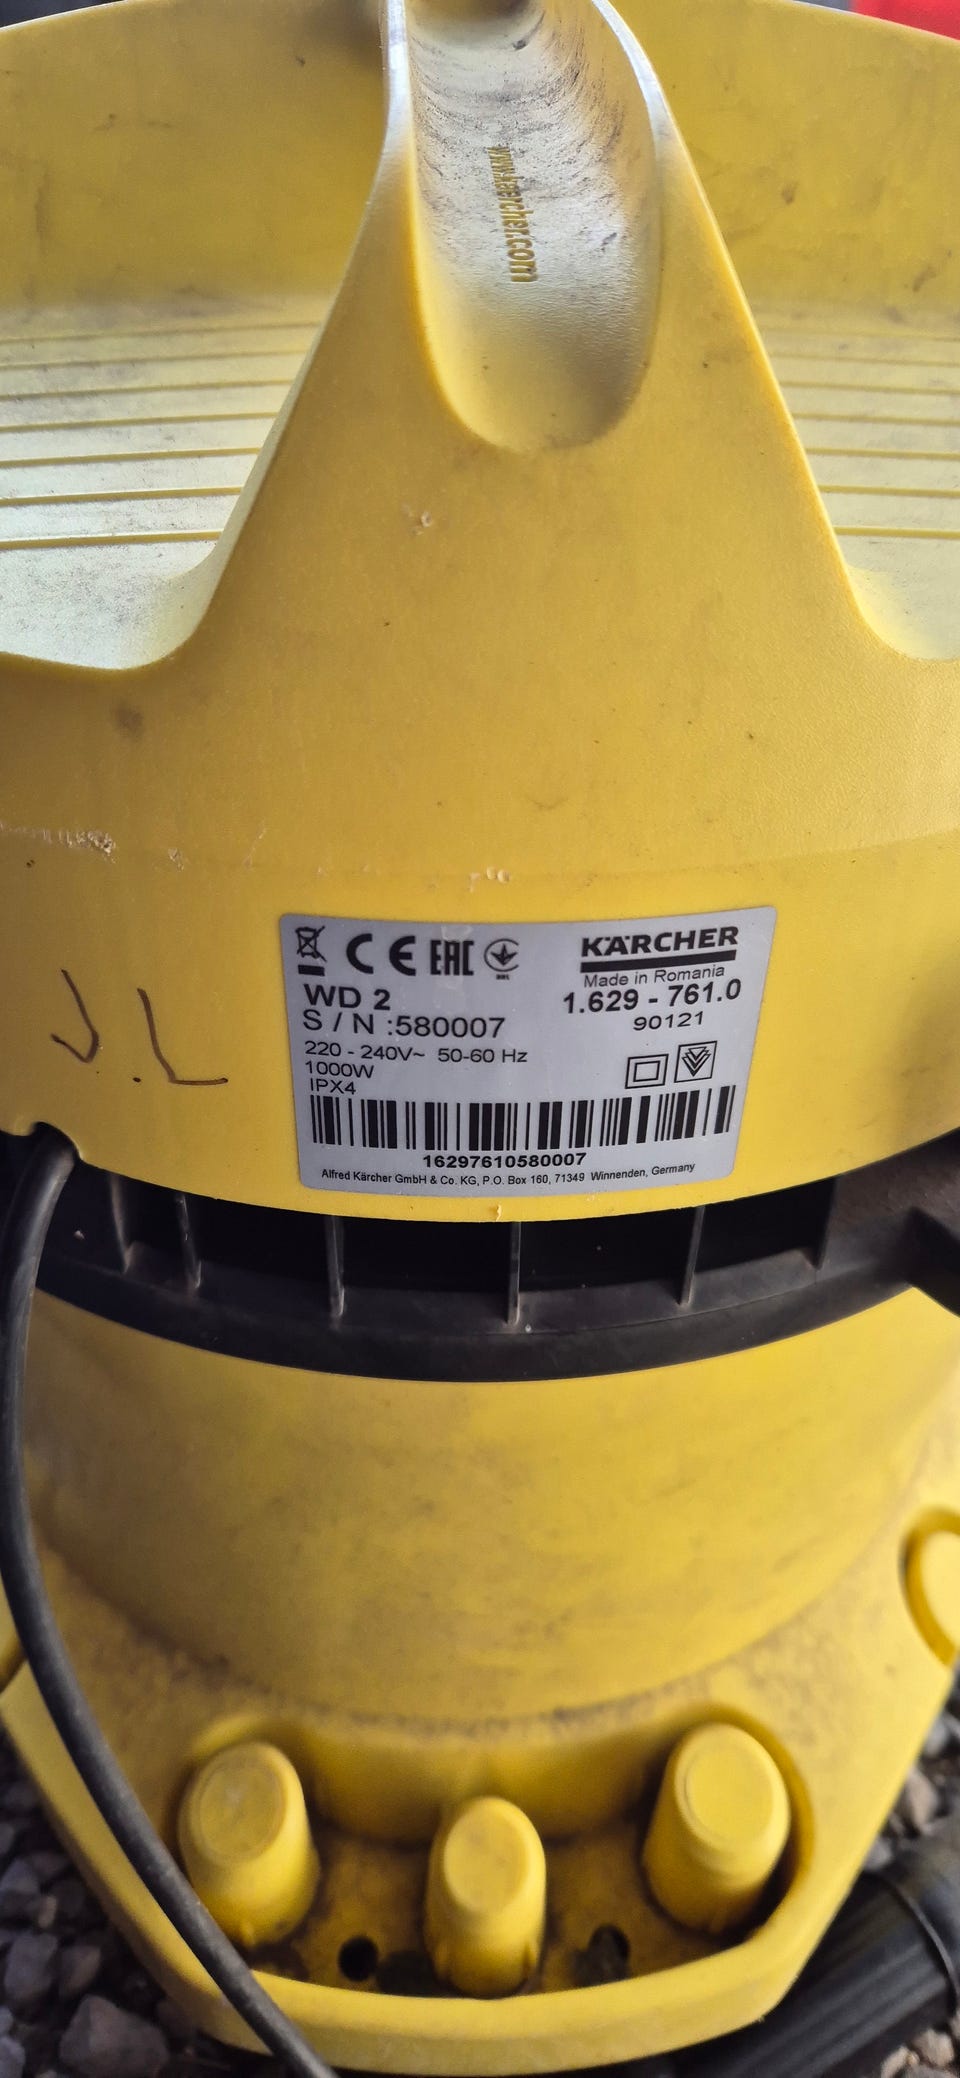 www.kaercher.com
CE EAC
KÄRCHER
Made in Romania
WD 2
1.629 - 761.0
S / N :580007
90121
220 - 240V~ 50-60 Hz
1000W
IPX4
16297610580007
Alfred Kärcher GmbH & Co. KG, P.O. Box 160, 71349 Winnenden, Germany
J.L